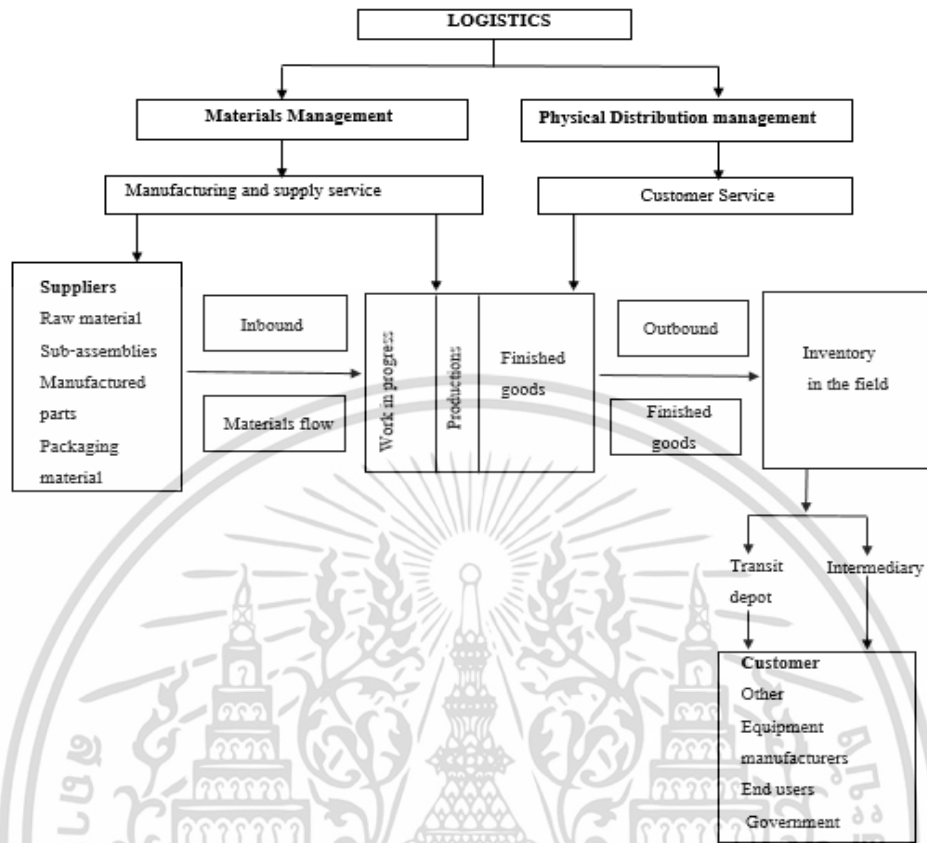 LOGISTICS
Materials Management
Physical Distribution management
Manufacturing and supply service
Customer Service
Suppliers
Raw material
Sub-assemblies
Manufactured
parts
Packaging
material
Inbound
Materials flow
Work in progress
Productions
Finished
goods
Outbound
Finished
goods
Inventory
in the field
Transit
depot
Intermediary
Customer
Other
Equipment
manufacturers
End users
Government